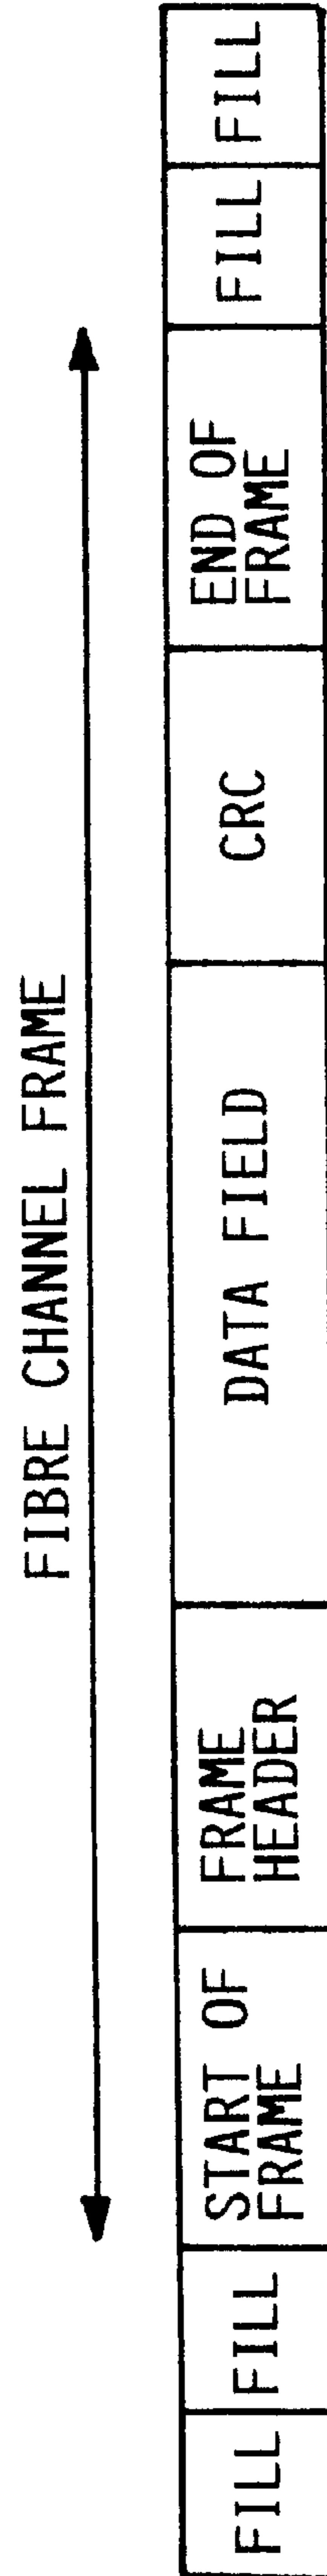 FIBRE CHANNEL FRAME
FILL
FILL
START OF
FRAME
FRAME
HEADER
DATA FIELD
CRC
END OF
FRAME
FILL
FILL